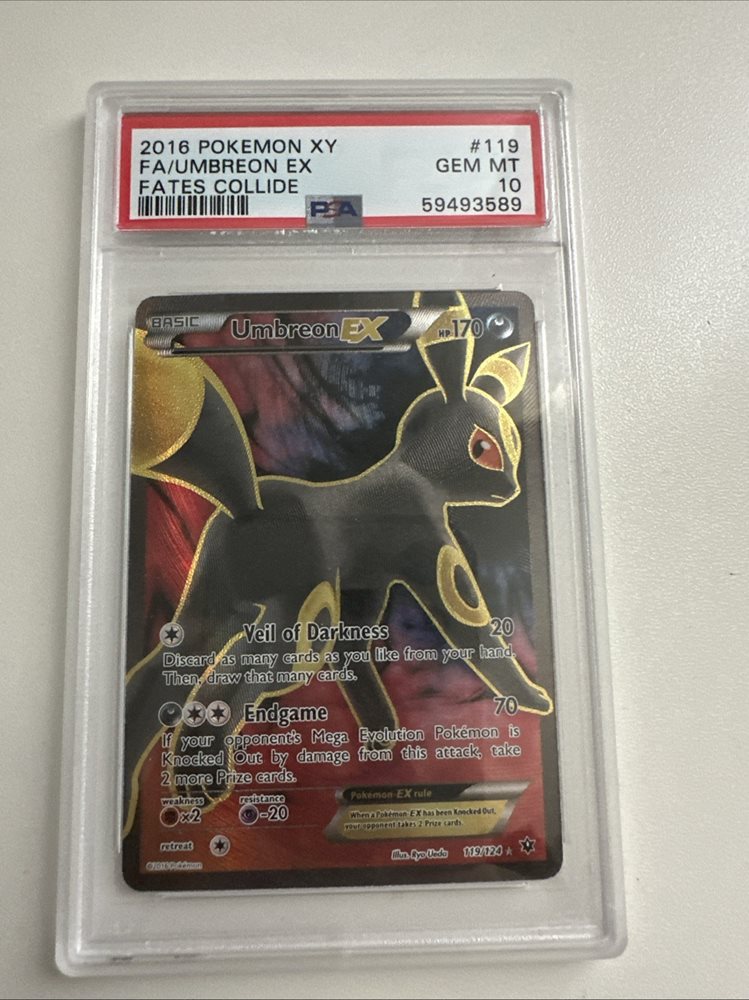 2016 POKEMON XY #119
FA/UMBREON EX GEM MT
FATES COLLIDE 10
PSA 59493589
BASIC Umbreon EX HP170
Veil of Darkness 20
Discard as many cards as you like from your hand.
Then, draw that many cards.
Endgame 70
If your opponent's Mega Evolution Pokémon is
Knocked Out by damage from this attack, take
2 more Prize cards.
weakness resistance
×2 -20
Pokémon-EX rule
When a Pokémon-EX has been Knocked Out,
your opponent takes 2 Prize cards.
retreat
Illus. Ryo Ueda 119/124
©2016 Pokémon